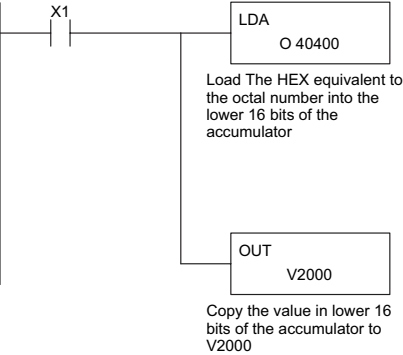 X1
LDA
O 40400
Load The HEX equivalent to
the octal number into the
lower 16 bits of the
accumulator
OUT
V2000
Copy the value in lower 16
bits of the accumulator to
V2000